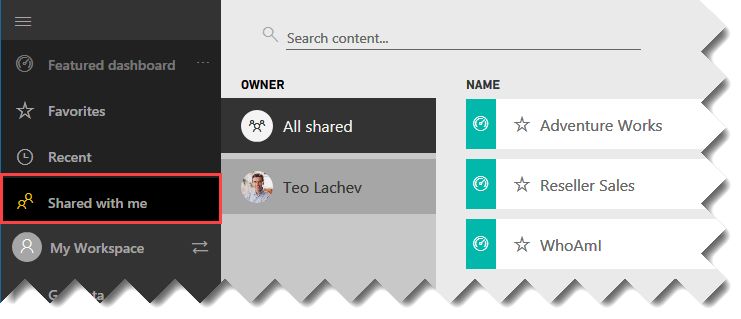 Featured dashboard ...
Favorites
Recent
Shared with me
My Workspace
Search content...
OWNER
All shared
Teo Lachev
NAME
Adventure Works
Reseller Sales
WhoAmI